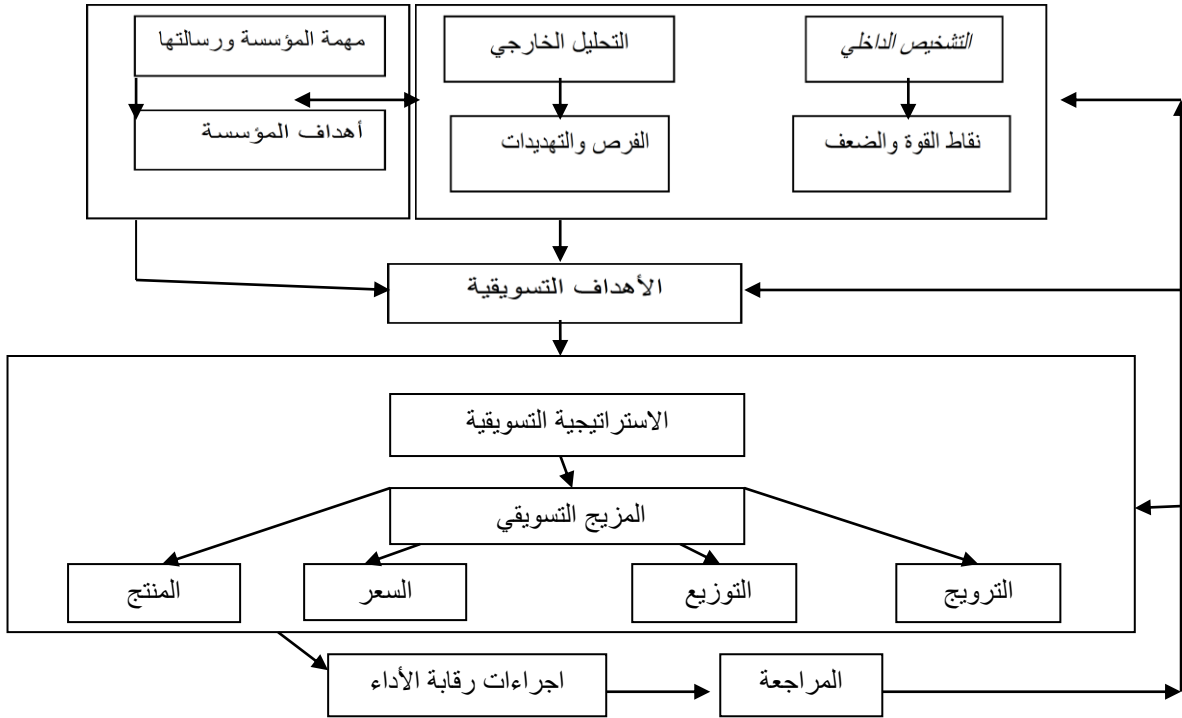 التشخيص الداخلي
التحليل الخارجي
مهمة المؤسسة ورسالتها
نقاط القوة والضعف
الفرص والتهديدات
أهداف المؤسسة
الأهداف التسويقية
الاستراتيجية التسويقية
المزيج التسويقي
الترويج
التوزيع
السعر
المنتج
المراجعة
اجراءات رقابة الأداء